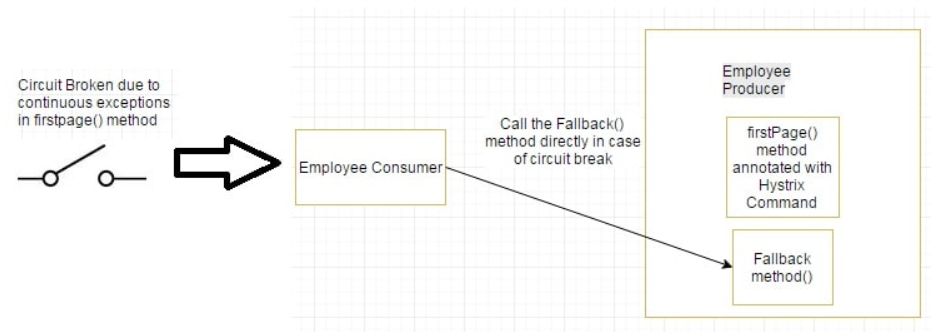 Circuit Broken due to
continuous exceptions
in firstpage() method
Employee Consumer
Call the Fallback()
method directly in case
of circuit break
Employee
Producer
firstPage()
method
annotated with
Hystrix
Command
Fallback
method()